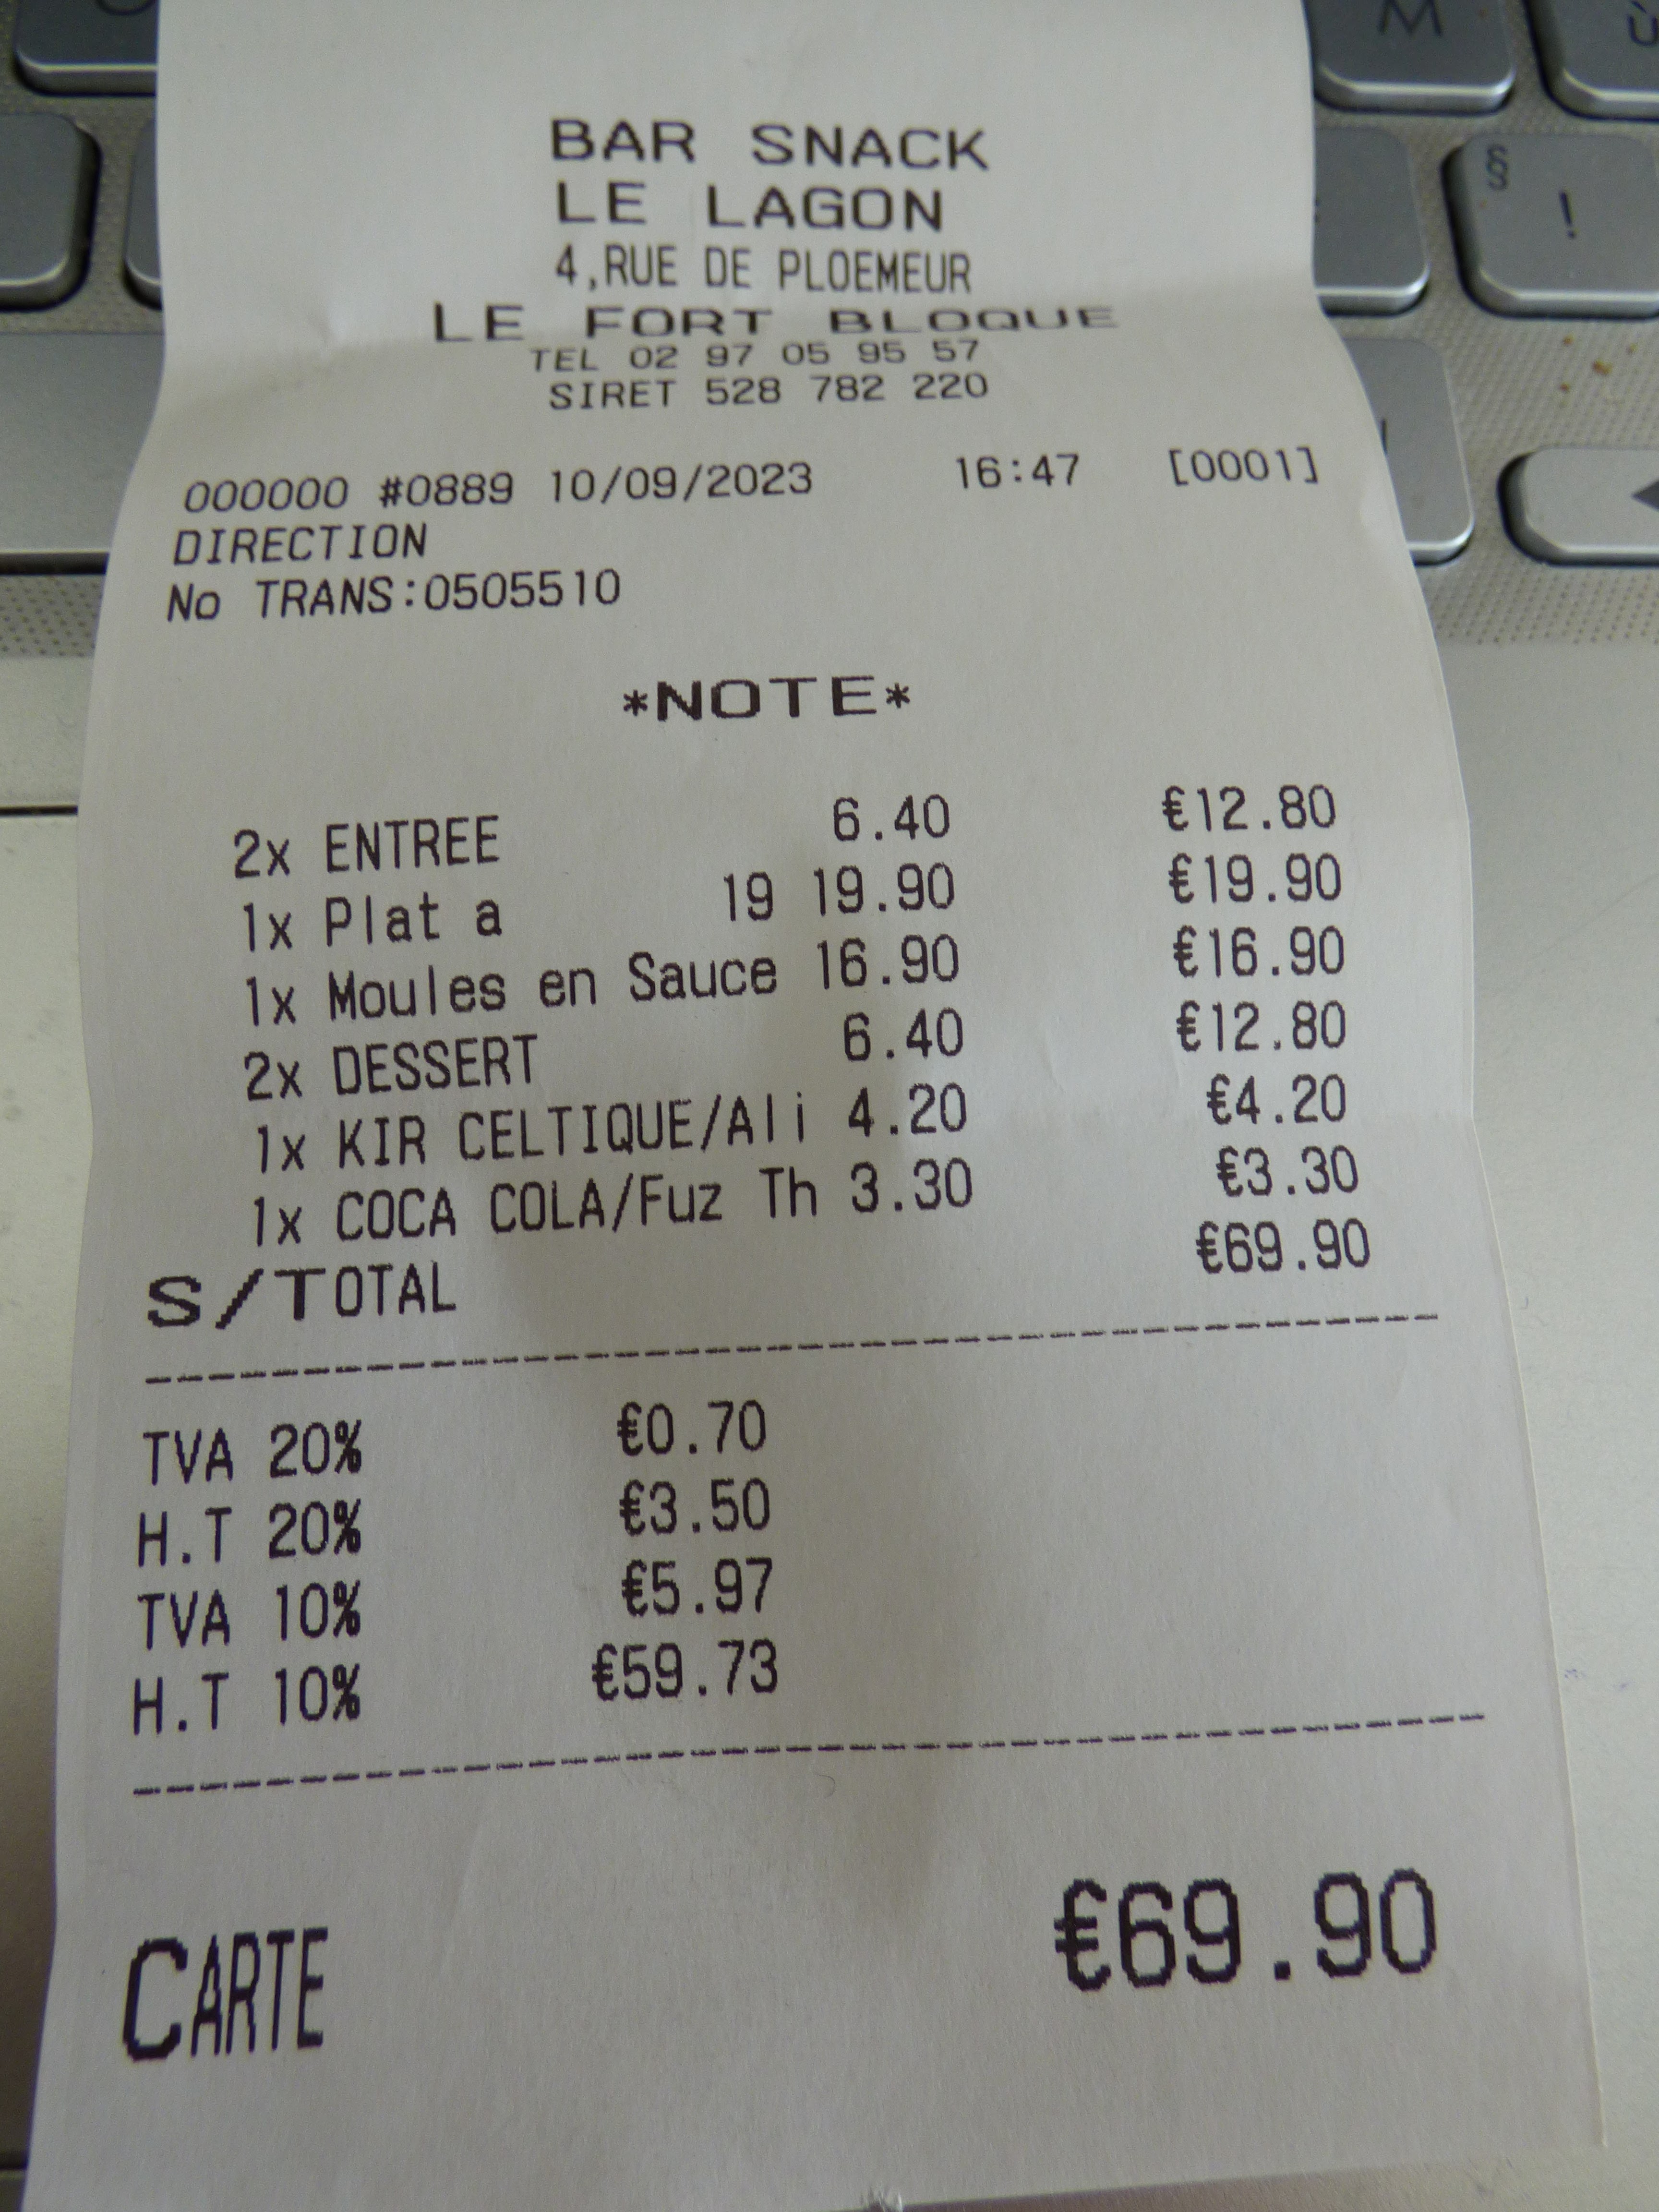 BAR SNACK
LE LAGON
4,RUE DE PLOEMEUR
LE FORT BLOQUE
TEL 02 97 05 95 57
SIRET 528 782 220
000000 #0889 10/09/2023 16:47 [0001]
DIRECTION
No TRANS:0505510
*NOTE*
2x ENTREE 6.40 €12.80
1x Plat a 19 19.90 €19.90
1x Moules en Sauce 16.90 €16.90
2x DESSERT 6.40 €12.80
1x KIR CELTIQUE/Ali 4.20 €4.20
1x COCA COLA/Fuz Th 3.30 €3.30
S/TOTAL €69.90
TVA 20% €0.70
H.T 20% €3.50
TVA 10% €5.97
H.T 10% €59.73
CARTE €69.90
M
§
!